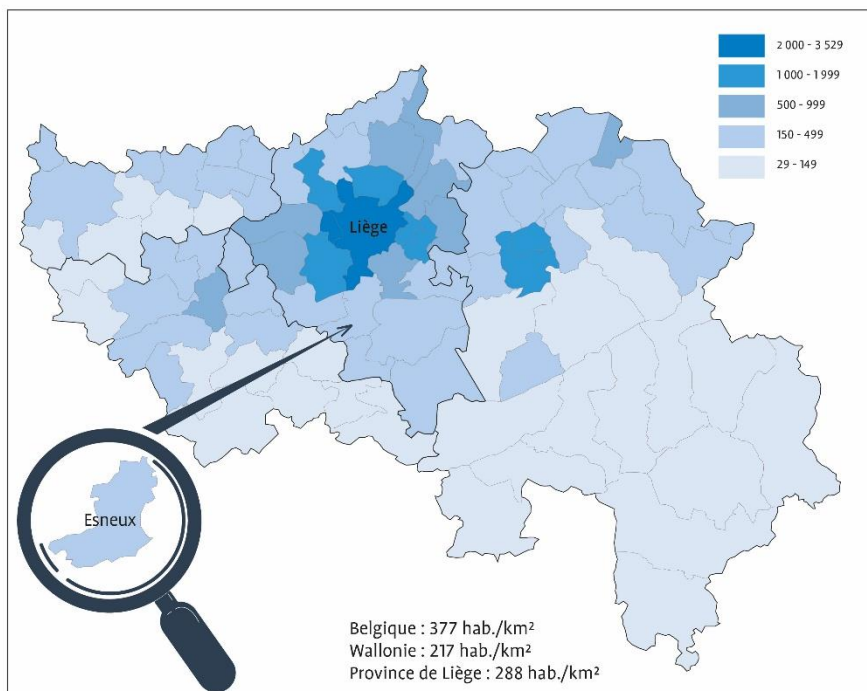 2 000 - 3 529
1 000 - 1 999
500 - 999
150 - 499
29 - 149
Liège
Esneux
Belgique : 377 hab./km²
Wallonie : 217 hab./km²
Province de Liège : 288 hab./km²